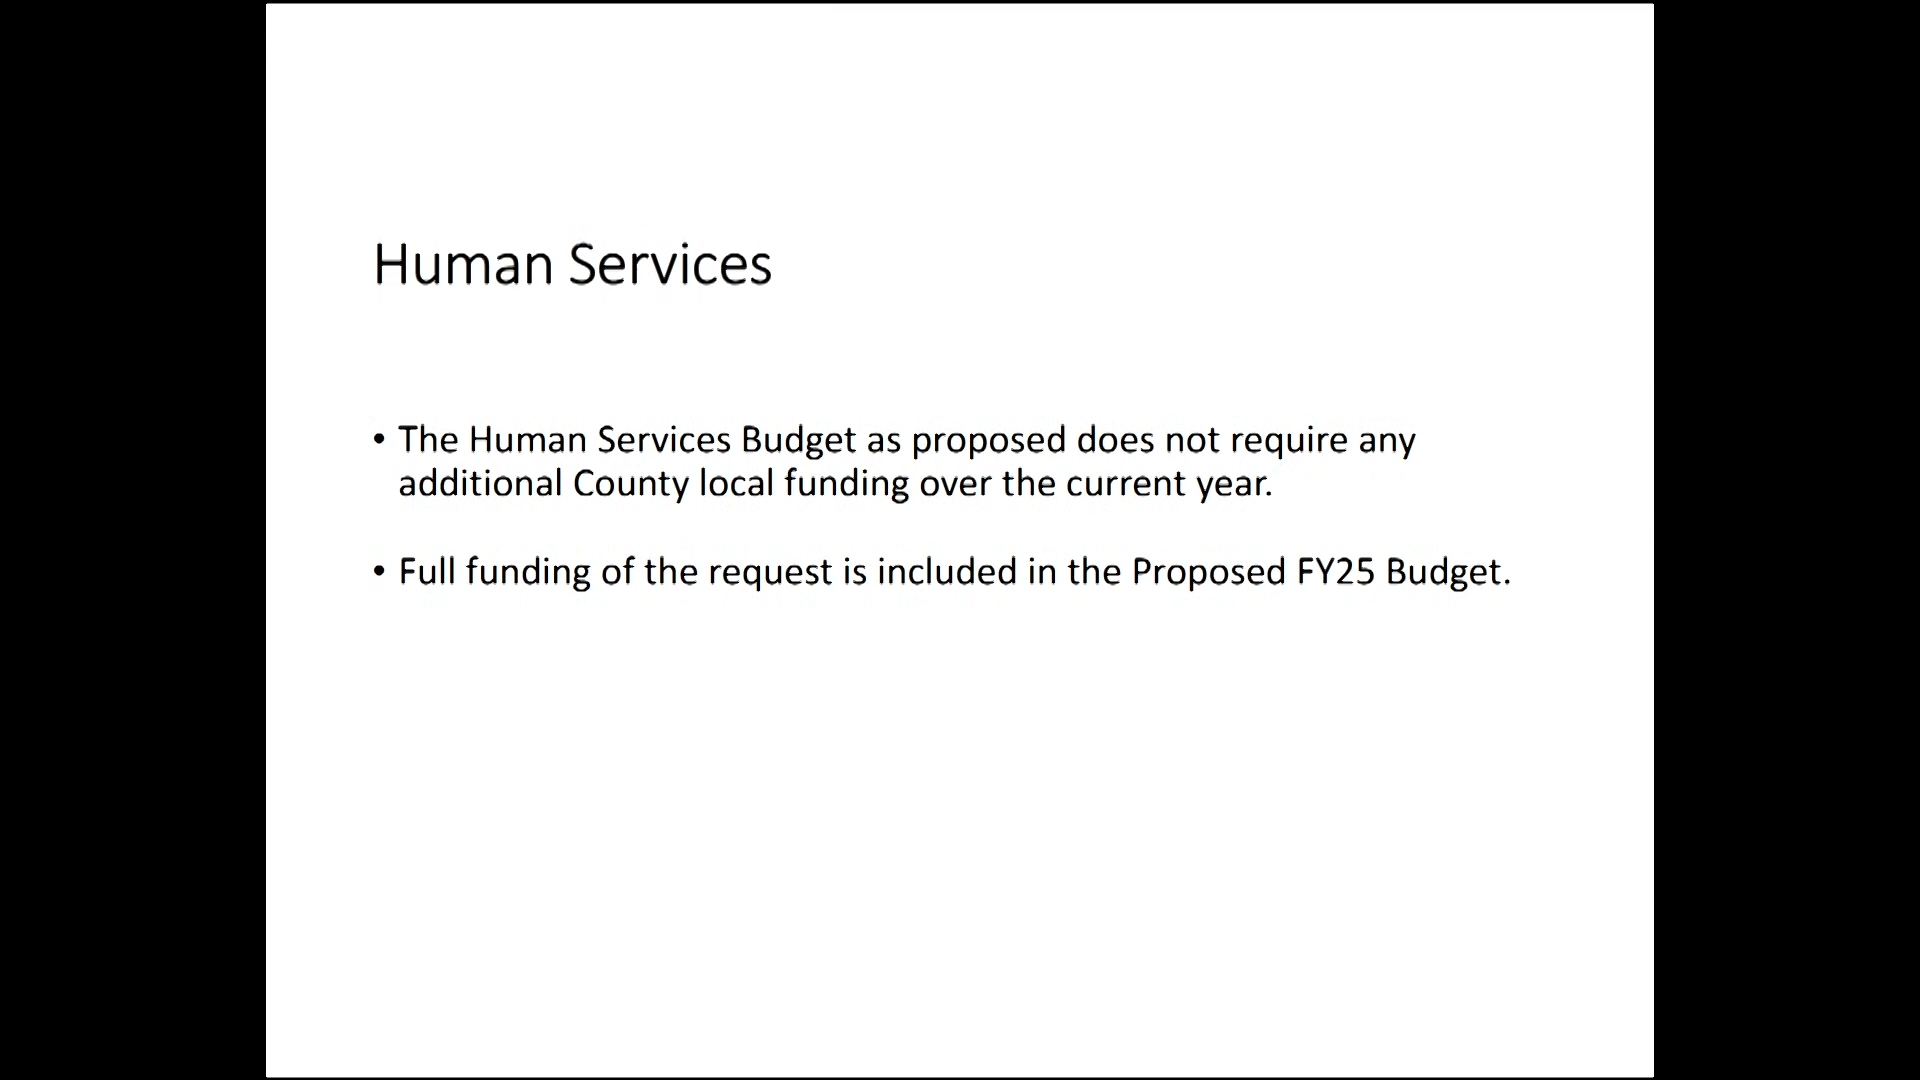 Human Services
• The Human Services Budget as proposed does not require any
additional County local funding over the current year.
• Full funding of the request is included in the Proposed FY25 Budget.